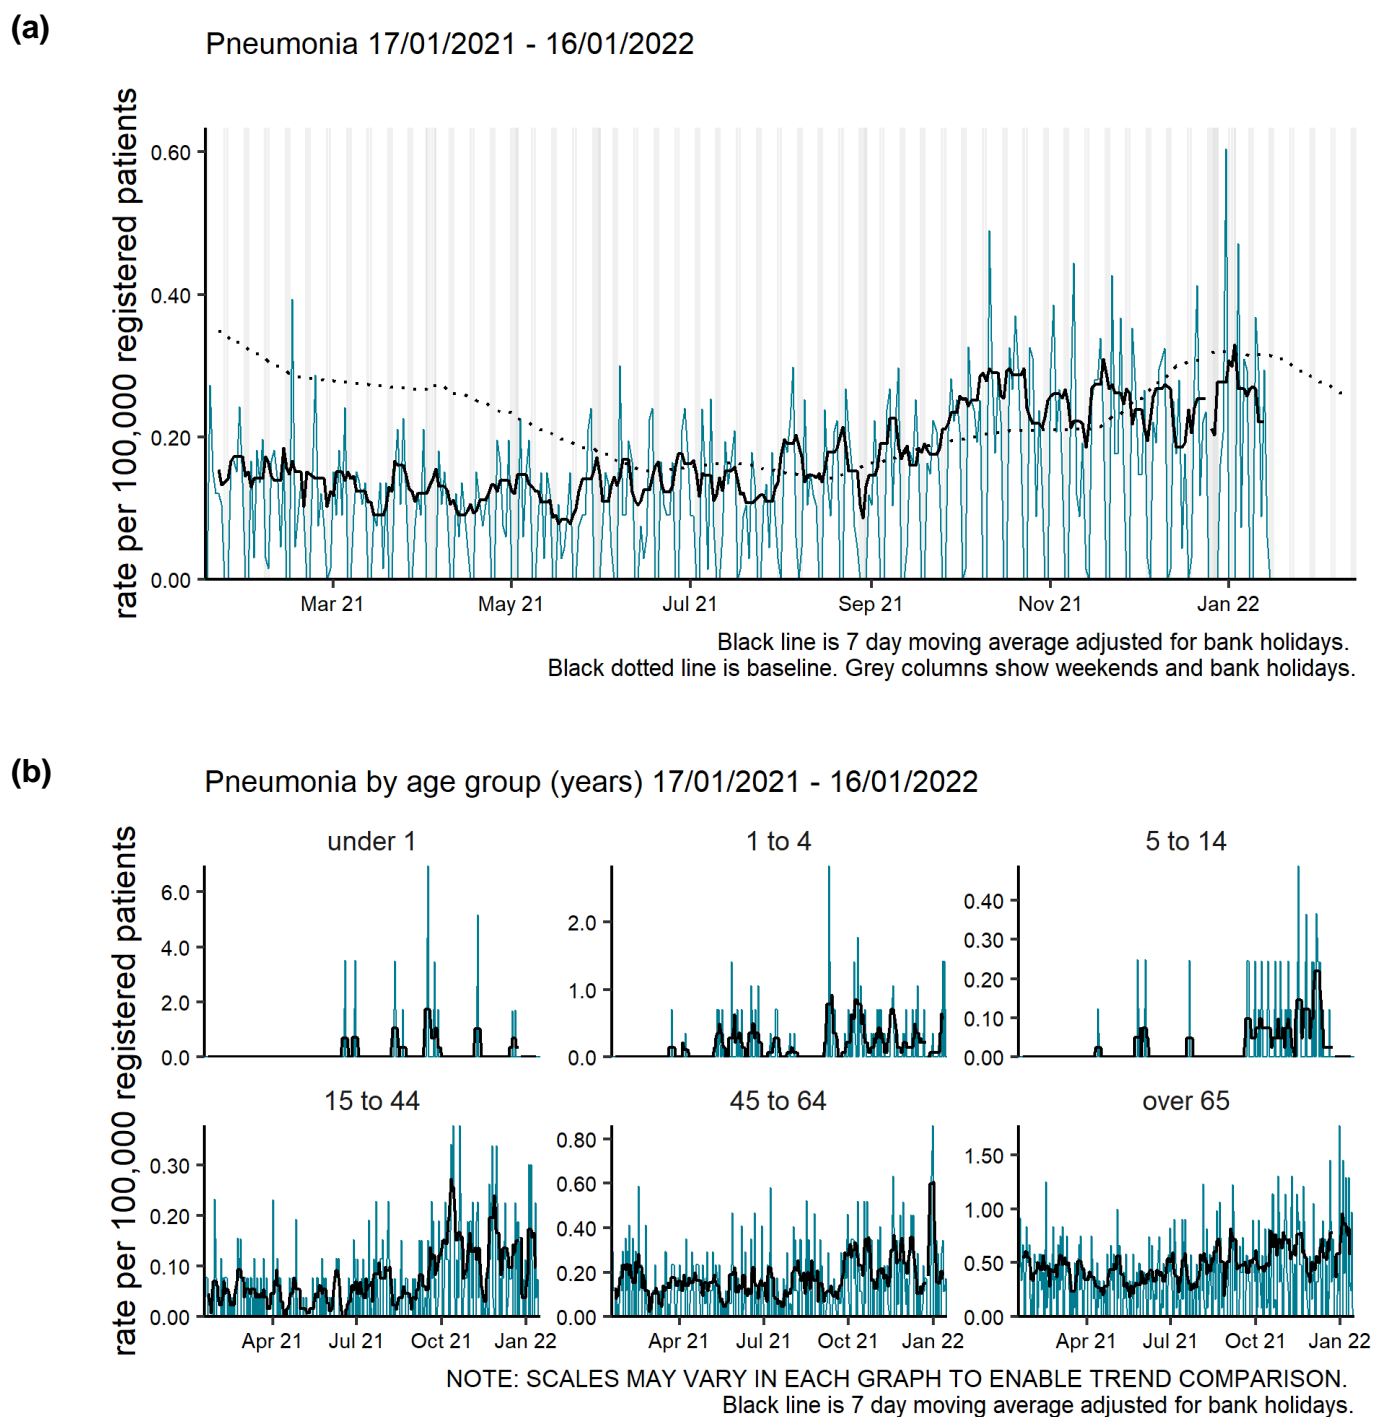 (a)
Pneumonia 17/01/2021 - 16/01/2022
rate per 100,000 registered patients
0.60
0.40
0.20
0.00
Mar 21 May 21 Jul 21 Sep 21 Nov 21 Jan 22
Black line is 7 day moving average adjusted for bank holidays.
Black dotted line is baseline. Grey columns show weekends and bank holidays.
(b)
Pneumonia by age group (years) 17/01/2021 - 16/01/2022
rate per 100,000 registered patients
under 1
6.0
4.0
2.0
0.0
1 to 4
2.0
1.0
0.0
5 to 14
0.40
0.30
0.20
0.10
0.00
15 to 44
0.30
0.20
0.10
0.00
Apr 21 Jul 21 Oct 21 Jan 22
45 to 64
0.80
0.60
0.40
0.20
0.00
Apr 21 Jul 21 Oct 21 Jan 22
over 65
1.50
1.00
0.50
0.00
Apr 21 Jul 21 Oct 21 Jan 22
NOTE: SCALES MAY VARY IN EACH GRAPH TO ENABLE TREND COMPARISON.
Black line is 7 day moving average adjusted for bank holidays.